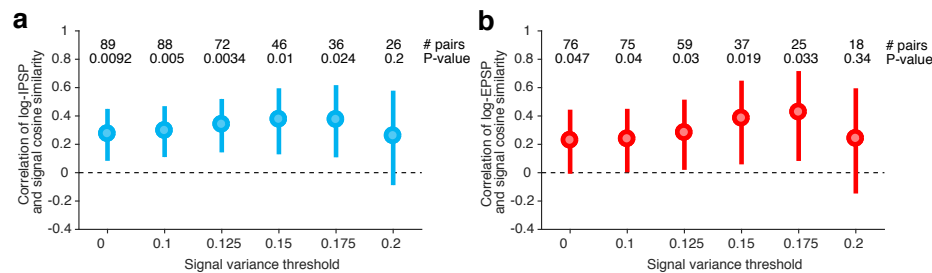 a
Correlation of log-IPSP
and signal cosine similarity
1
0.8
0.6
0.4
0.2
0
-0.2
-0.4
89 88 72 46 36 26 # pairs
0.0092 0.005 0.0034 0.01 0.024 0.2 P-value
0 0.1 0.125 0.15 0.175 0.2
Signal variance threshold
b
Correlation of log-EPSP
and signal cosine similarity
1
0.8
0.6
0.4
0.2
0
-0.2
-0.4
76 75 59 37 25 18 # pairs
0.047 0.04 0.03 0.019 0.033 0.34 P-value
0 0.1 0.125 0.15 0.175 0.2
Signal variance threshold